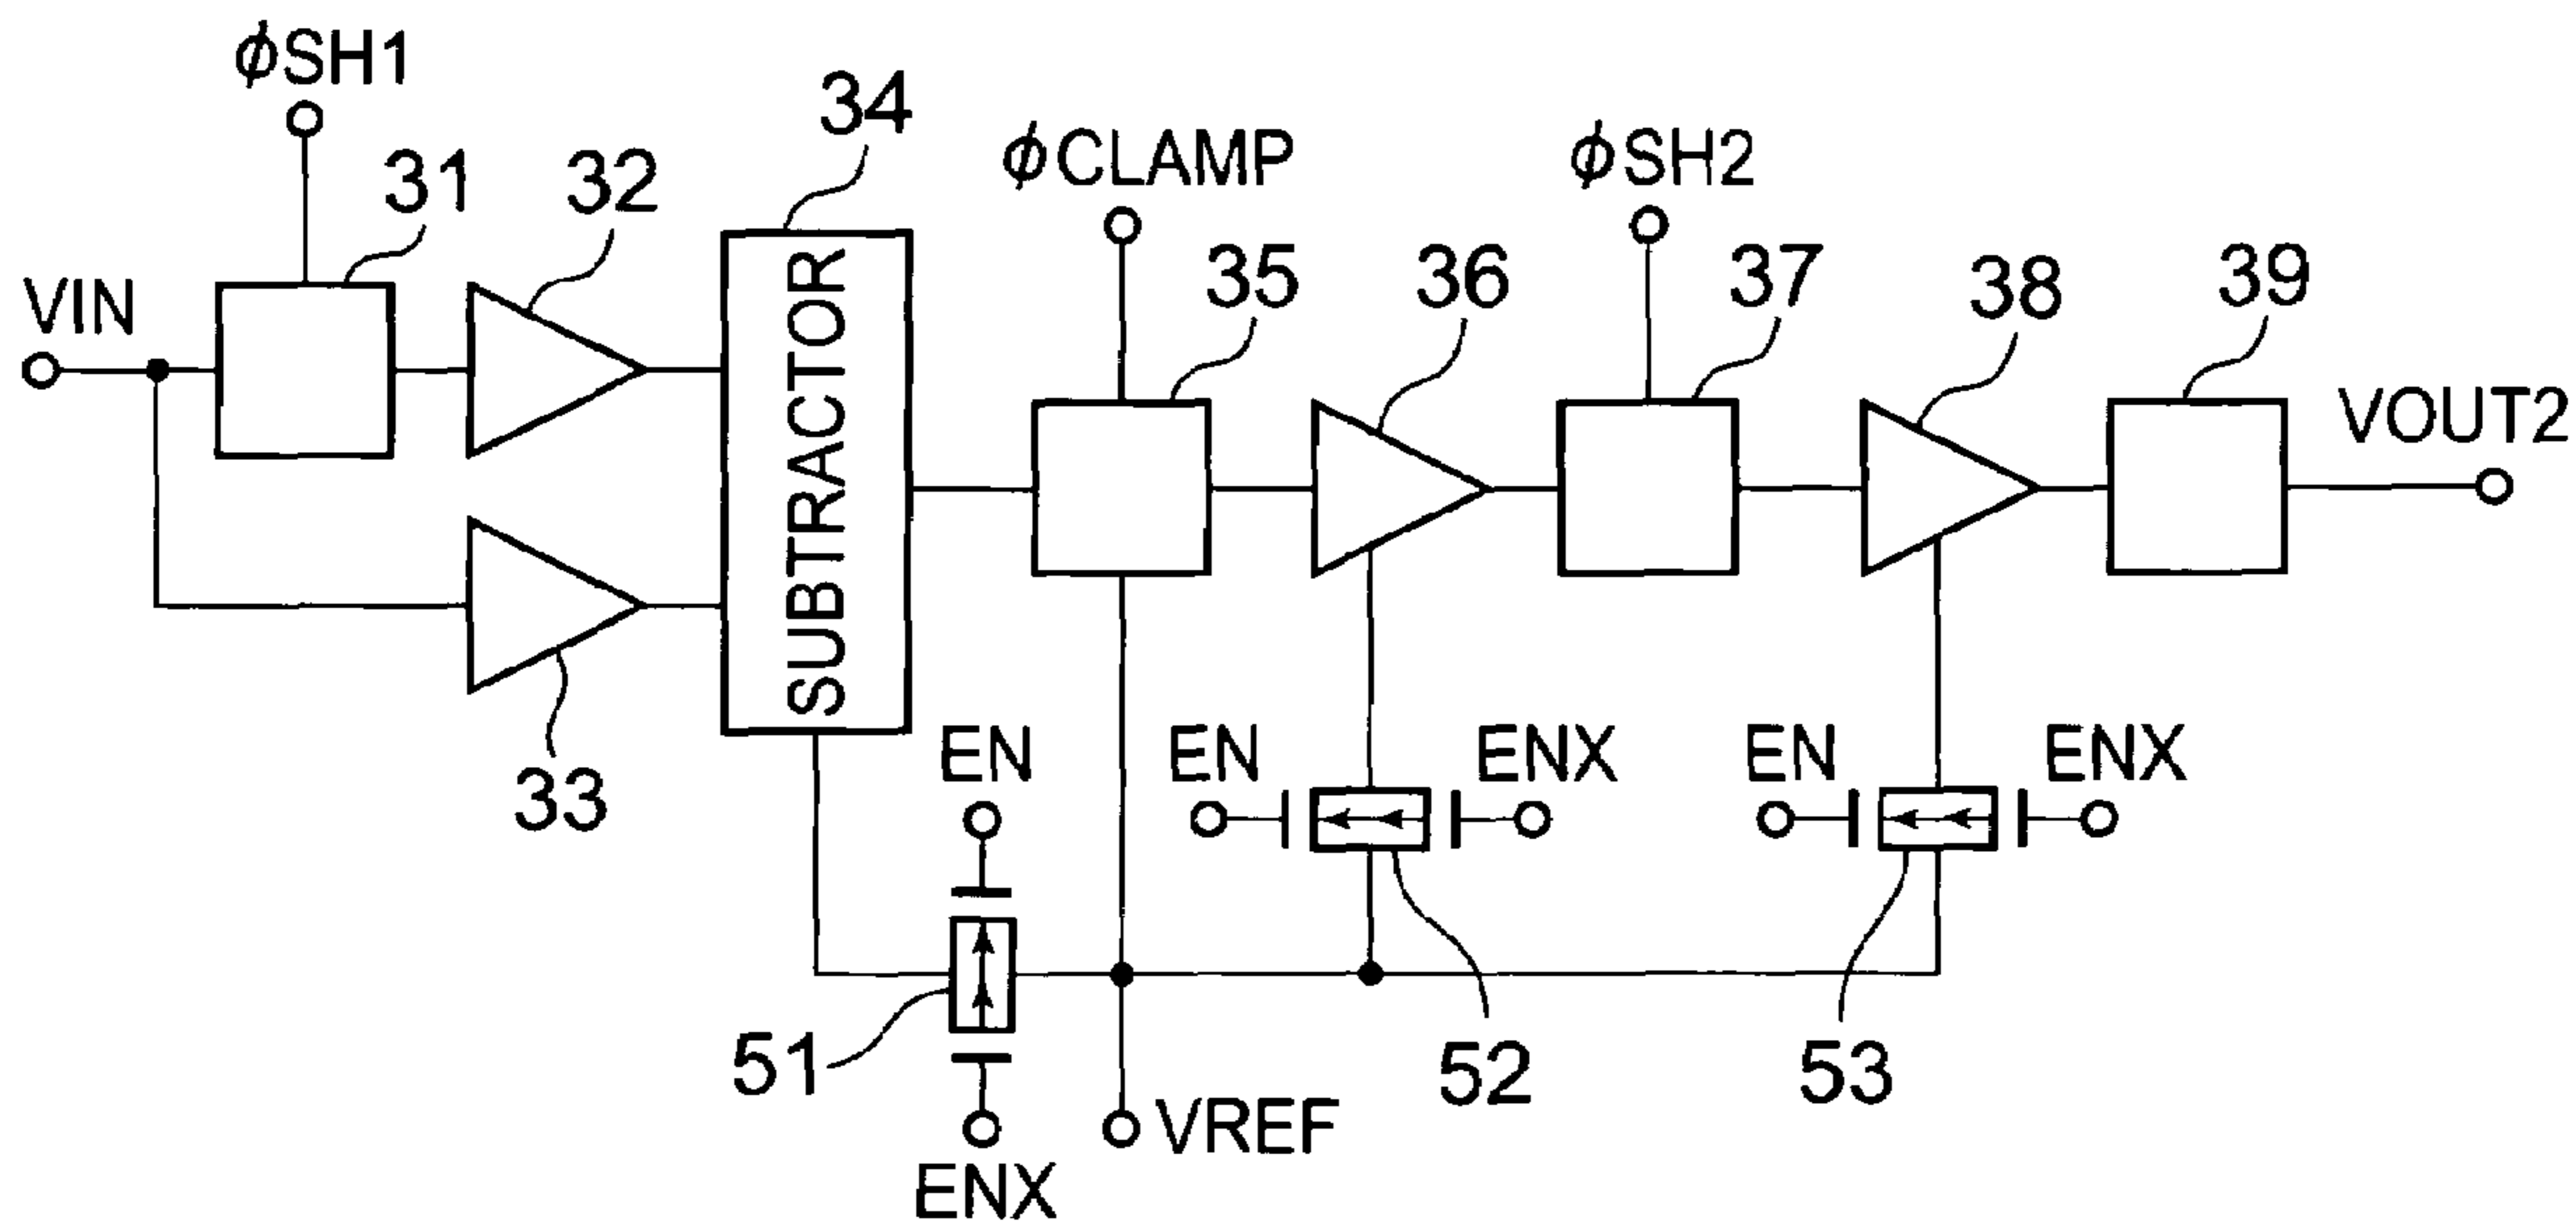 ϕSH1
34
ϕCLAMP
ϕSH2
31
32
35
36
37
38
39
VIN
VOUT2
SUBTRACTOR
33
EN
EN
ENX
EN
ENX
51
52
53
VREF
ENX